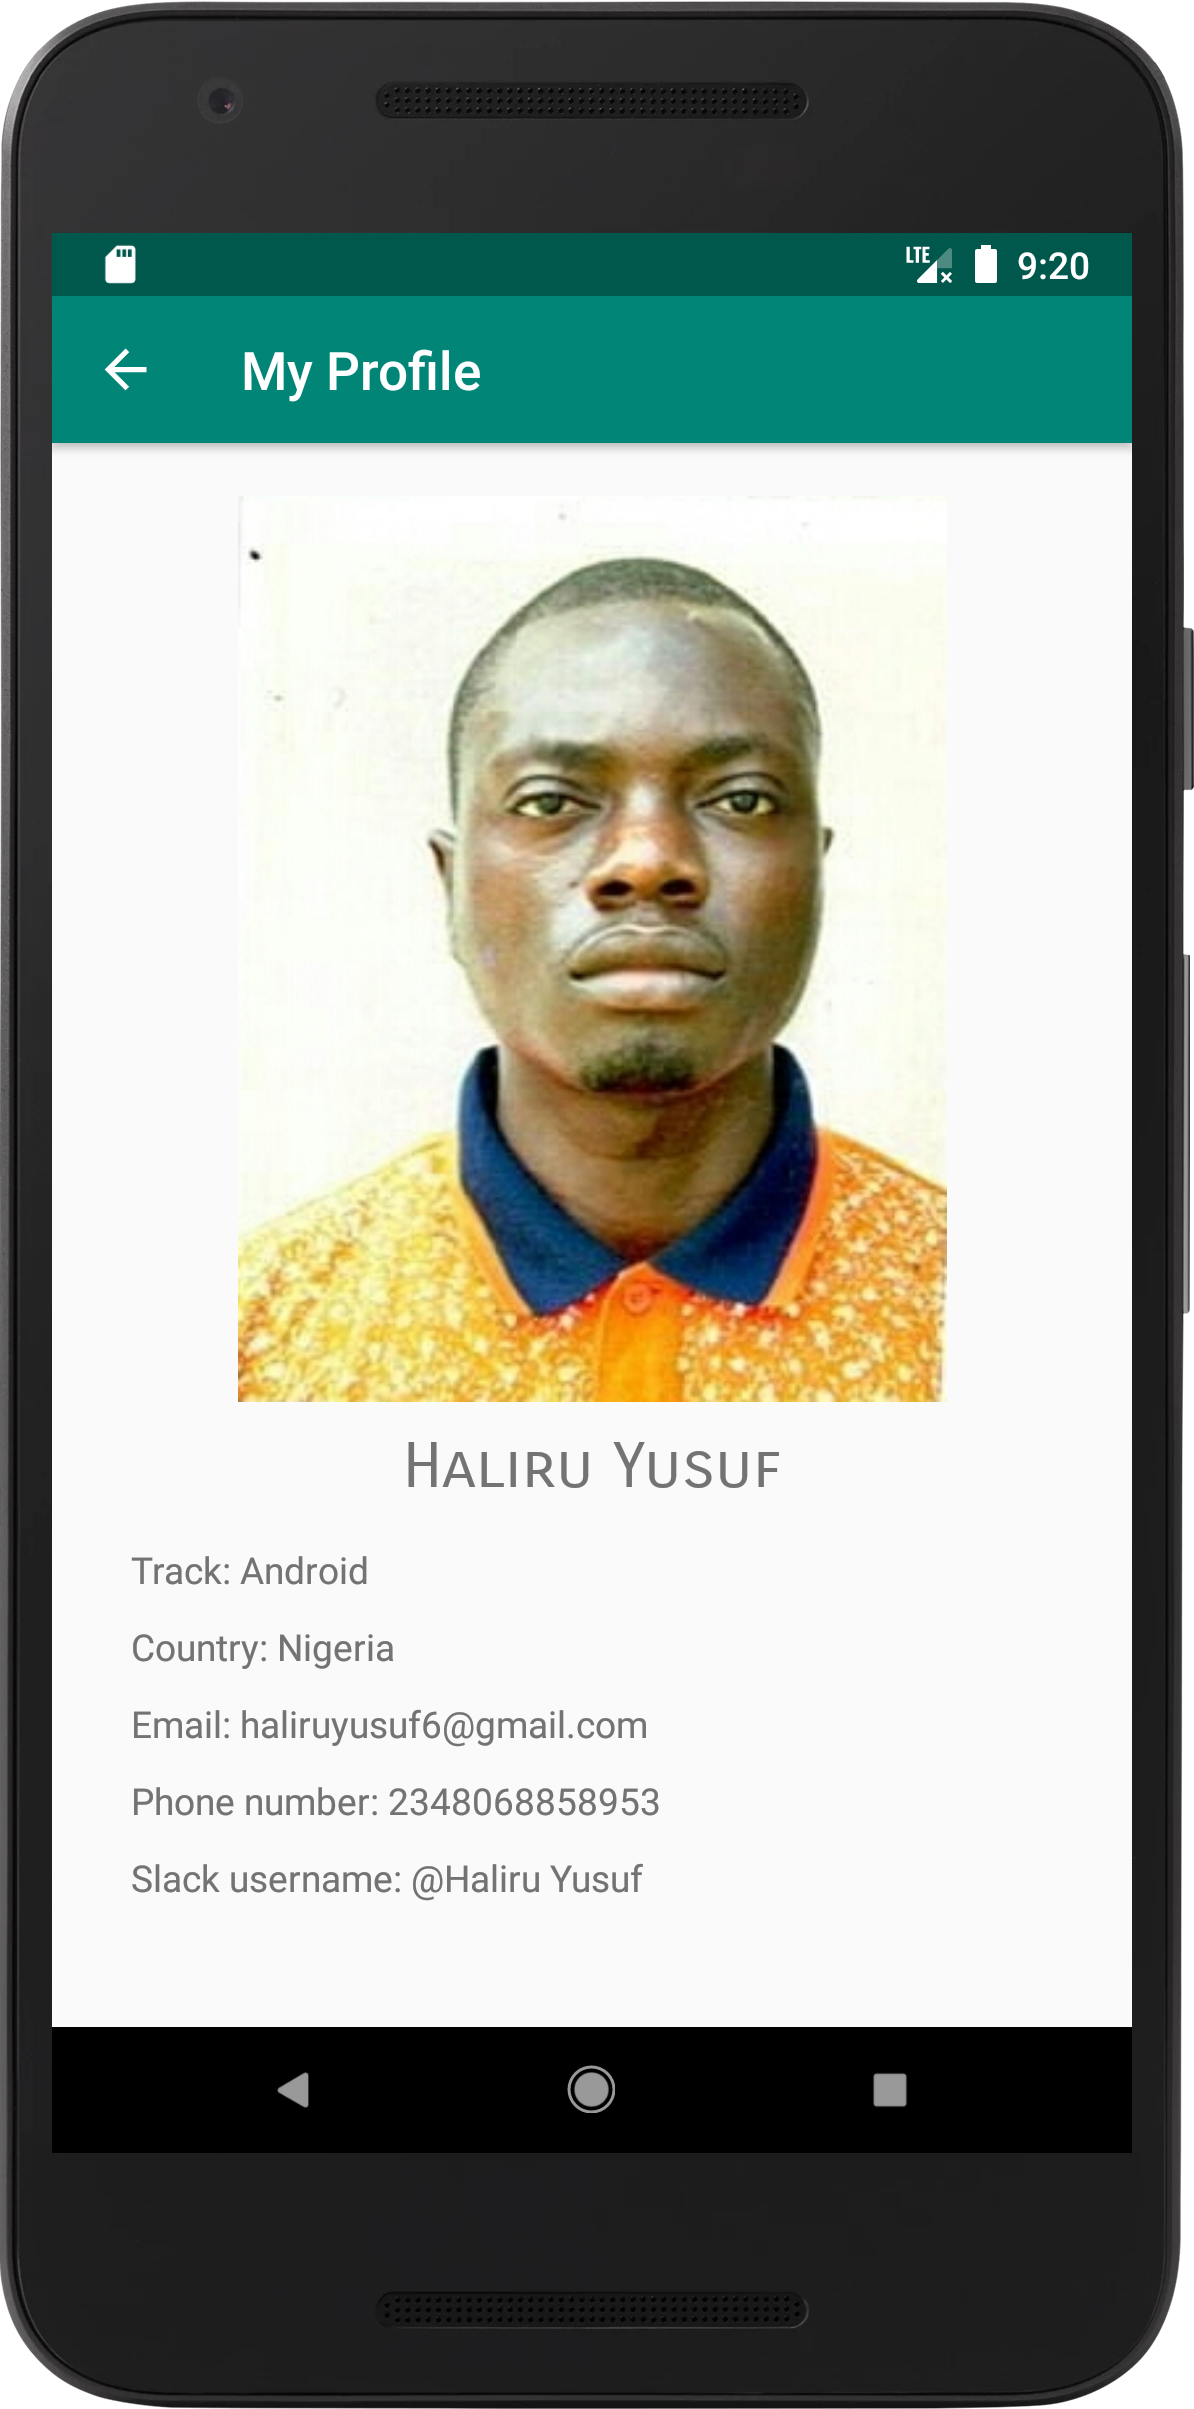 LTE 9:20
My Profile
Haliru Yusuf
Track: Android
Country: Nigeria
Email: haliruyusuf6@gmail.com
Phone number: 2348068858953
Slack username: @Haliru Yusuf